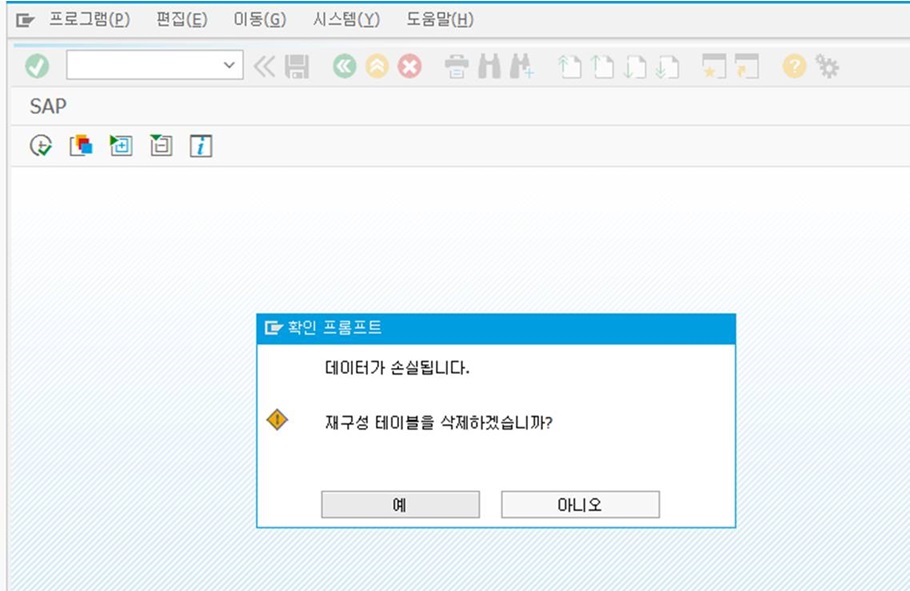 프로그램(P) 편집(E) 이동(G) 시스템(Y) 도움말(H)
SAP
확인 프롬프트
데이터가 손실됩니다.
재구성 테이블을 삭제하겠습니까?
예 아니오